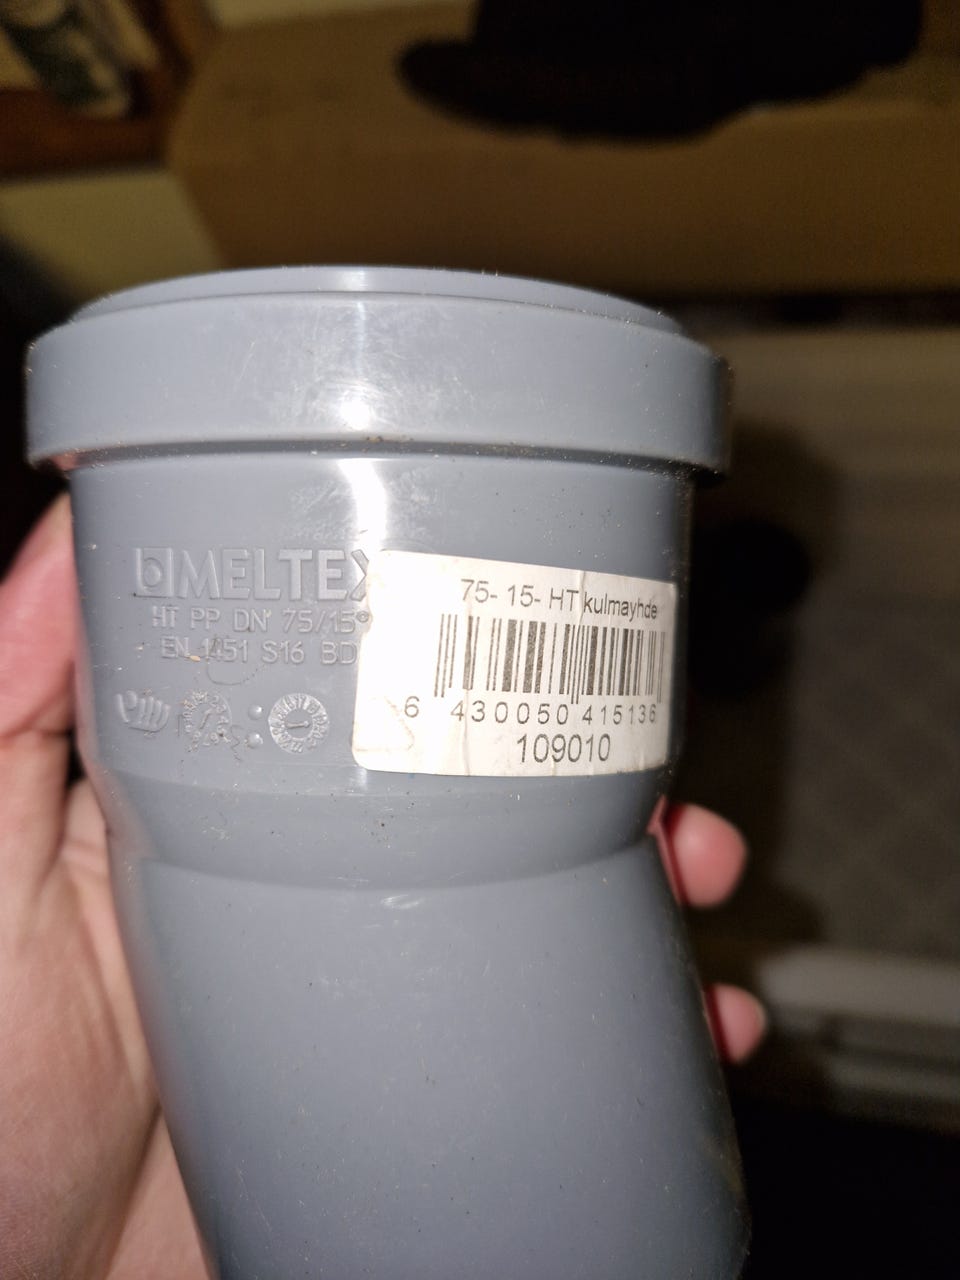 MELTEX
HT PP DN 75/15°
EN 1451 S16 BD
75- 15- HT kulmayhde
6 430050 415136
109010